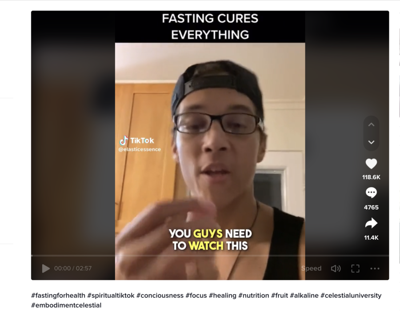 FASTING CURES
EVERYTHING
TikTok
YOU GUYS NEED
TO WATCH THIS
118.6K
4765
11.4K
00:00 / 02:57
Speed
#fastingforhealth #spiritualtiktok #conciousness #focus #healing #nutrition #fruit #alkaline #celestialuniversity
#embodimentcelestial